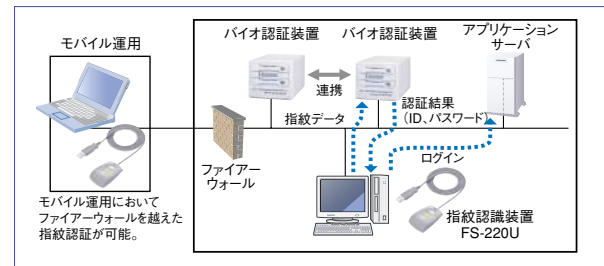 モバイル運用
モバイル運用において
ファイアーウォールを越えた
指紋認証が可能。
ファイアー
ウォール
バイオ認証装置
連携
バイオ認証装置
アプリケーション
サーバ
指紋データ
認証結果
（ID、パスワード）
ログイン
指紋認識装置
FS-220U